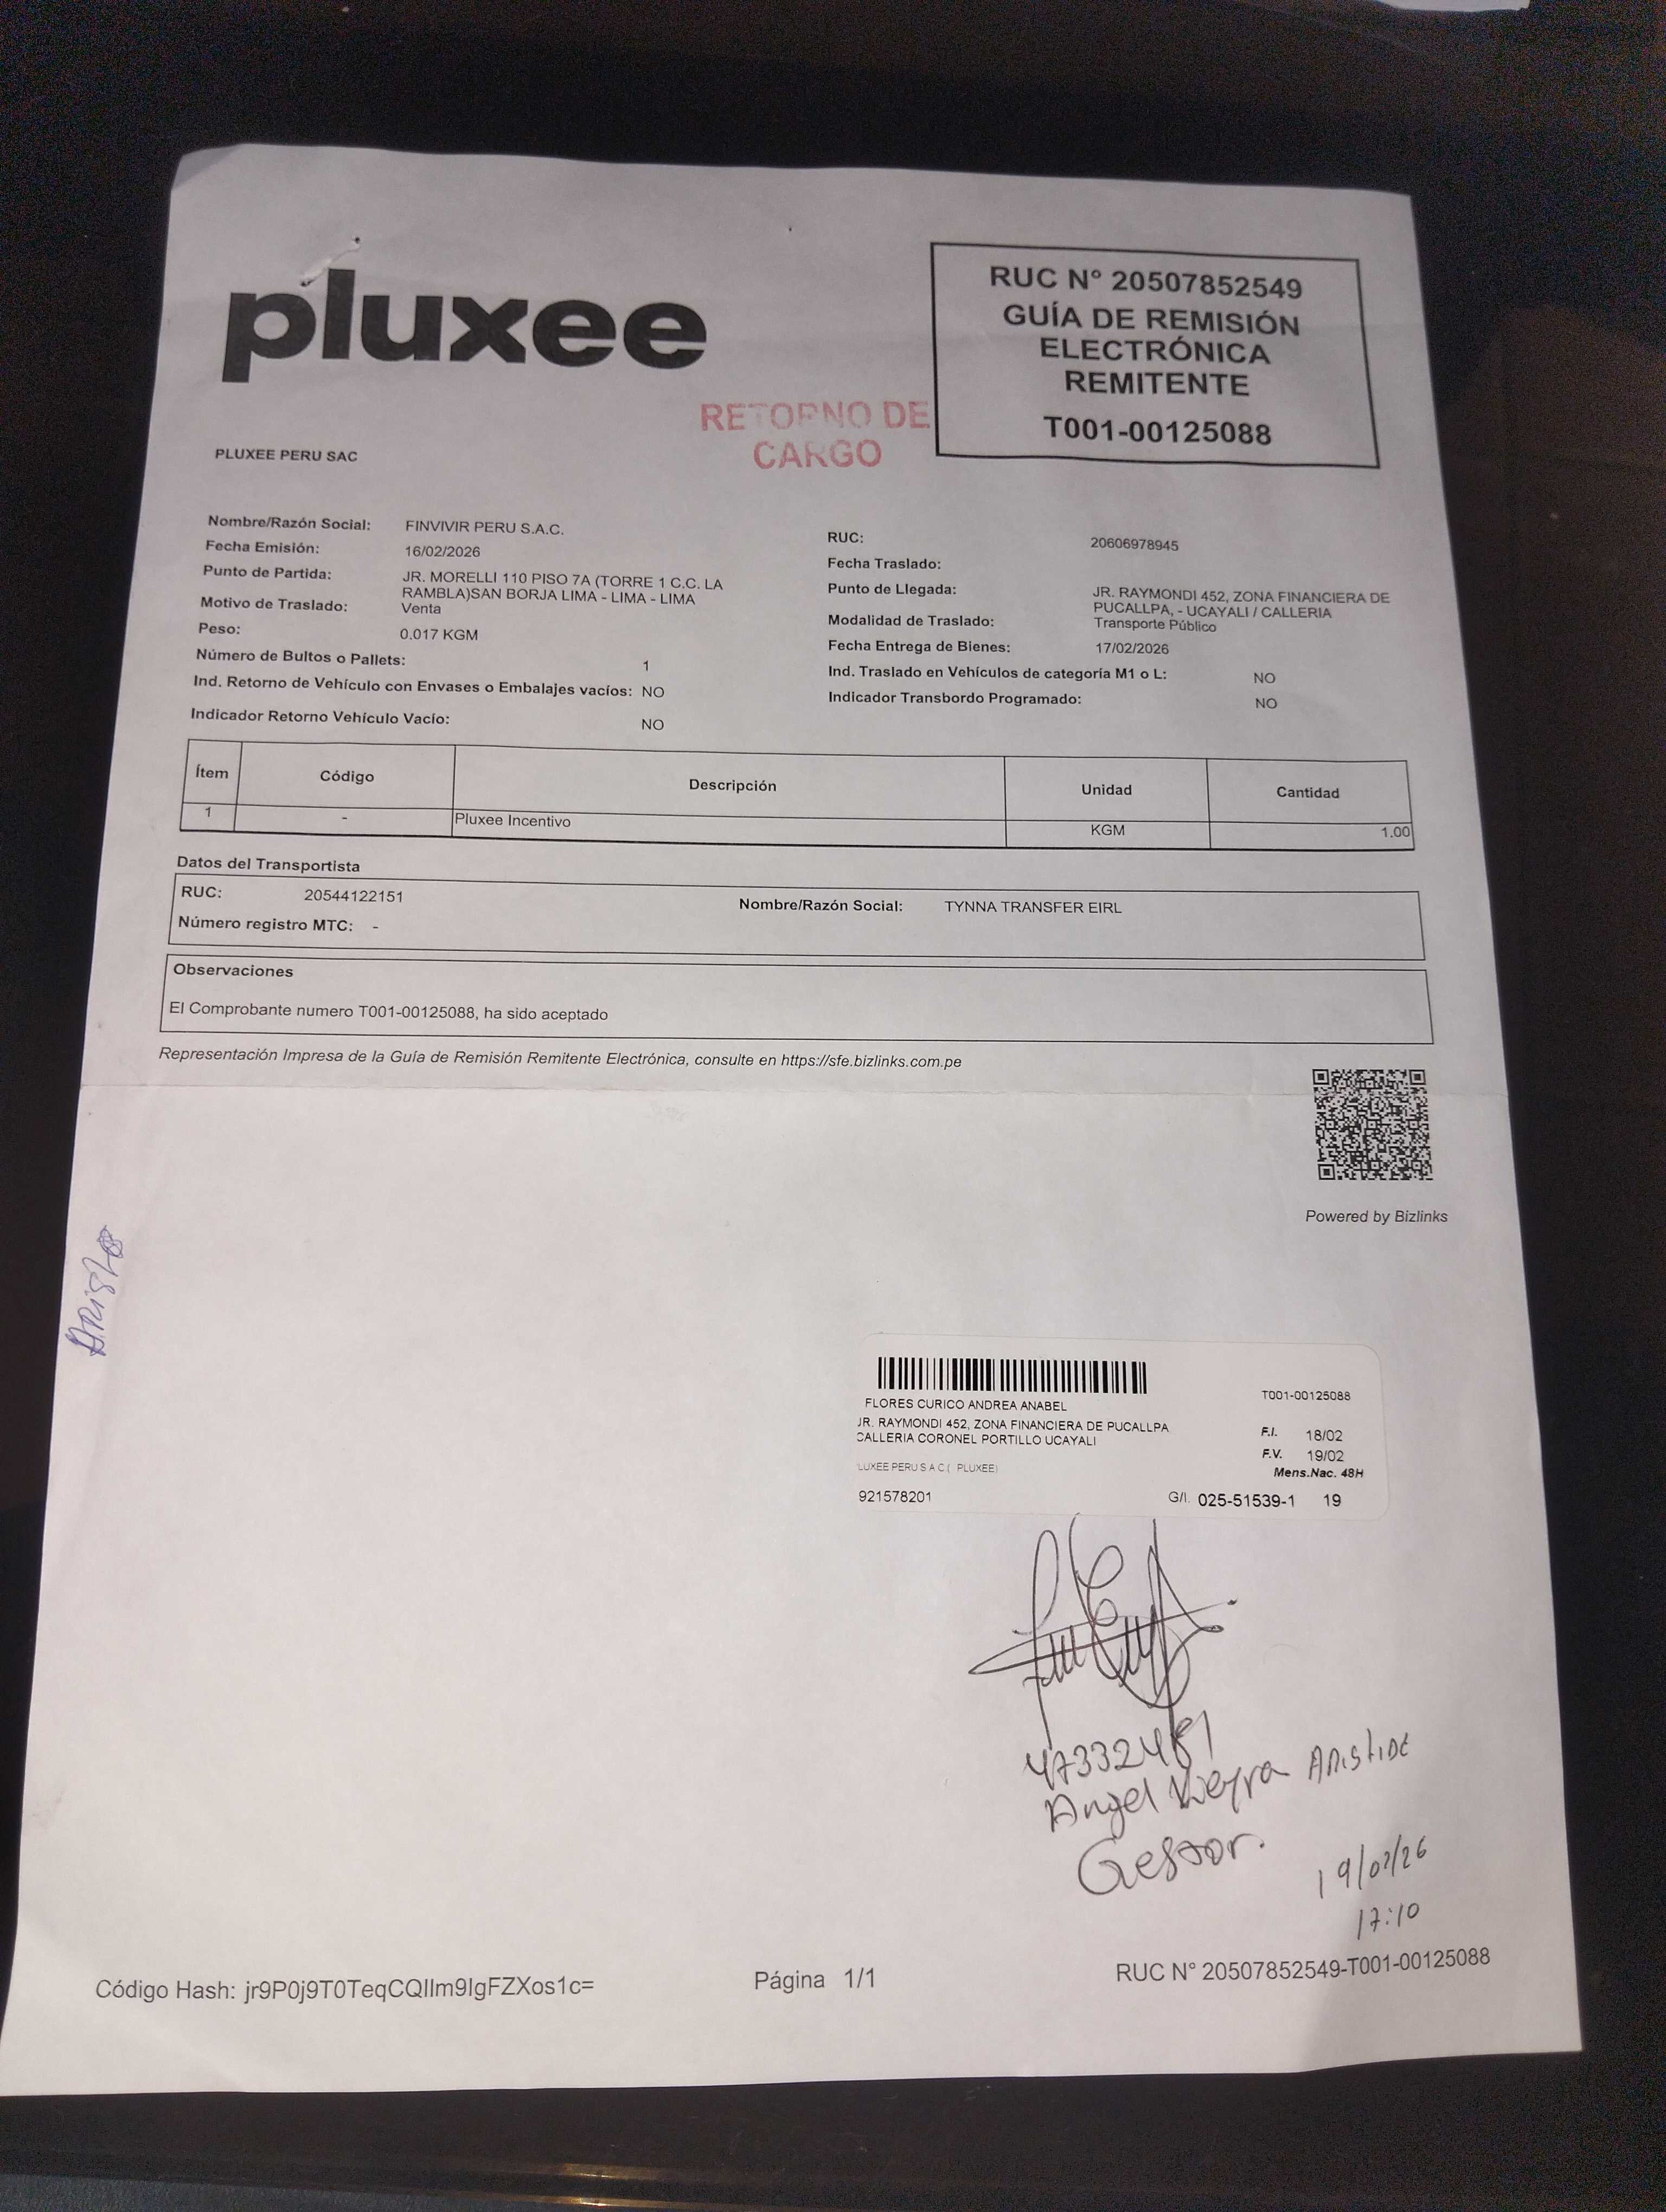 pluxee
RUC N° 20507852549
GUÍA DE REMISIÓN
ELECTRÓNICA
REMITENTE
T001-00125088
RETORNO DE
CARGO
PLUXEE PERU SAC
Nombre/Razón Social: FINVIVIR PERU S.A.C.
Fecha Emisión: 16/02/2026
Punto de Partida: JR. MORELLI 110 PISO 7A (TORRE 1 C.C. LA
RAMBLA)SAN BORJA LIMA - LIMA - LIMA
Motivo de Traslado: Venta
Peso: 0.017 KGM
Número de Bultos o Pallets: 1
Ind. Retorno de Vehículo con Envases o Embalajes vacíos: NO
Indicador Retorno Vehículo Vacío: NO
RUC: 20606978945
Fecha Traslado:
Punto de Llegada: JR. RAYMONDI 452, ZONA FINANCIERA DE
PUCALLPA, - UCAYALI / CALLERIA
Modalidad de Traslado: Transporte Público
Fecha Entrega de Bienes: 17/02/2026
Ind. Traslado en Vehículos de categoría M1 o L: NO
Indicador Transbordo Programado: NO
Ítem Código Descripción Unidad Cantidad
1 - Pluxee Incentivo KGM 1.00
Datos del Transportista
RUC: 20544122151 Nombre/Razón Social: TYNNA TRANSFER EIRL
Número registro MTC: -
Observaciones
El Comprobante numero T001-00125088, ha sido aceptado
Representación Impresa de la Guía de Remisión Remitente Electrónica, consulte en https://sfe.bizlinks.com.pe
Powered by Bizlinks
FLORES CURICO ANDREA ANABEL T001-00125088
JR. RAYMONDI 452, ZONA FINANCIERA DE PUCALLPA
CALLERIA CORONEL PORTILLO UCAYALI
F.I. 18/02
F.V. 19/02
LUXEE PERU S A C ( PLUXEE) Mens.Nac. 48H
921578201 G/I. 025-51539-1 19
Angel Neyra
Gestor.
19/02/26
17:10
Código Hash: jr9P0j9T0TeqCQIIm9IgFZXos1c= Página 1/1 RUC N° 20507852549-T001-00125088